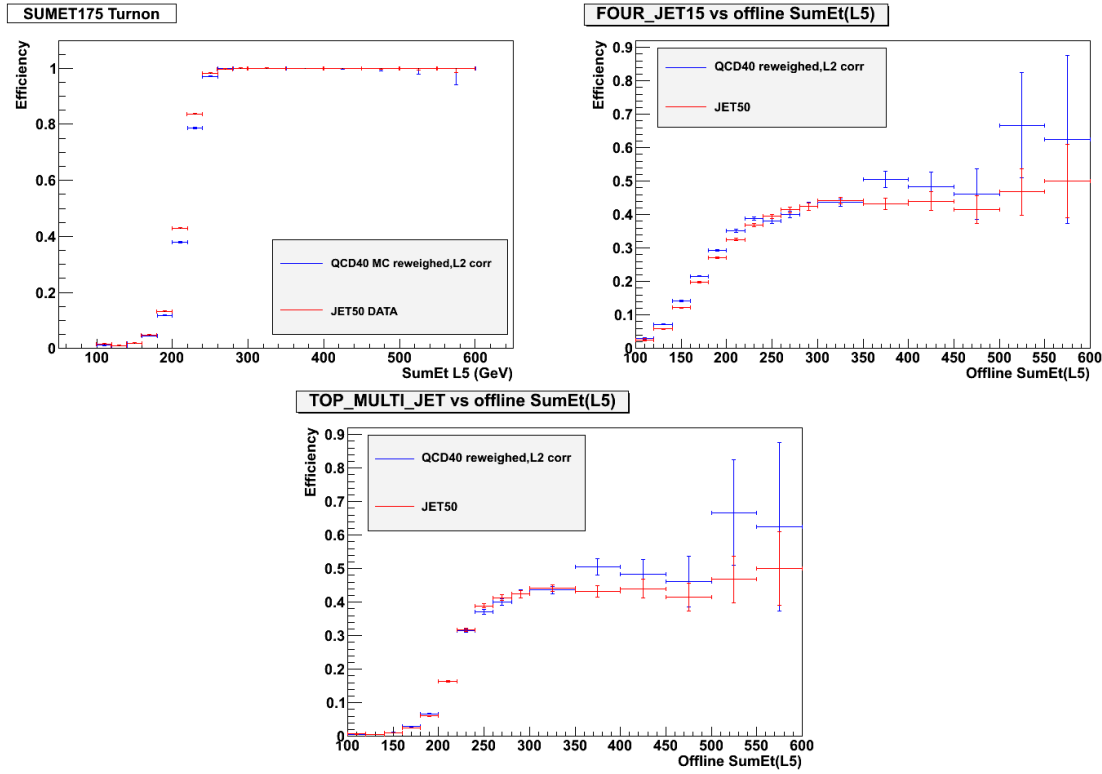 SUMET175 Turnon
Efficiency
1
0.8
0.6
0.4
0.2
0
QCD40 MC reweighed,L2 corr
JET50 DATA
100 200 300 400 500 600
SumEt L5 (GeV)
FOUR_JET15 vs offline SumEt(L5)
Efficiency
0.9
0.8
0.7
0.6
0.5
0.4
0.3
0.2
0.1
0
QCD40 reweighed,L2 corr
JET50
100 150 200 250 300 350 400 450 500 550 600
Offline SumEt(L5)
TOP_MULTI_JET vs offline SumEt(L5)
Efficiency
0.9
0.8
0.7
0.6
0.5
0.4
0.3
0.2
0.1
0
QCD40 reweighed,L2 corr
JET50
100 150 200 250 300 350 400 450 500 550 600
Offline SumEt(L5)